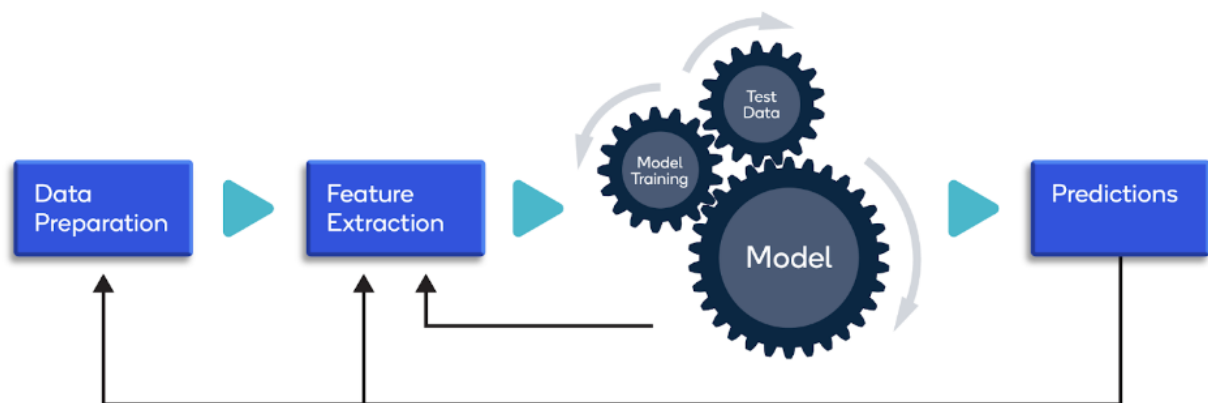 Data
Preparation
Feature
Extraction
Model
Training
Test
Data
Model
Predictions